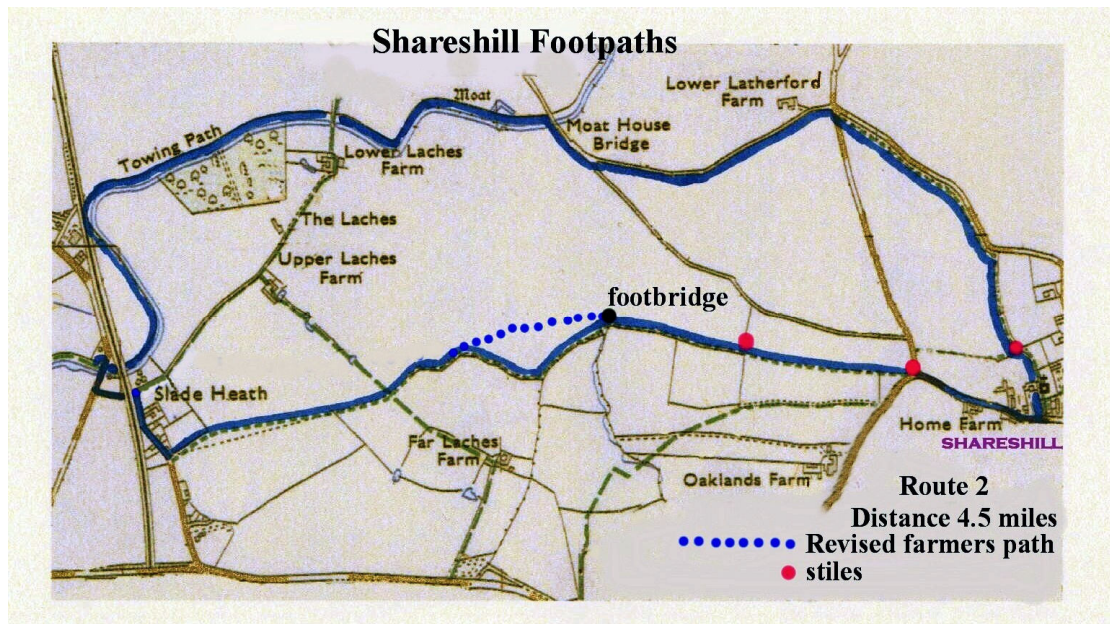 Shareshill Footpaths
Moat
Lower Latherford
Farm
Moat House
Bridge
Towing Path
Lower Laches
Farm
The Laches
Upper Laches
Farm
footbridge
Slade Heath
Far Laches
Farm
Home Farm
SHARESHILL
Oaklands Farm
Route 2
Distance 4.5 miles
Revised farmers path
stiles